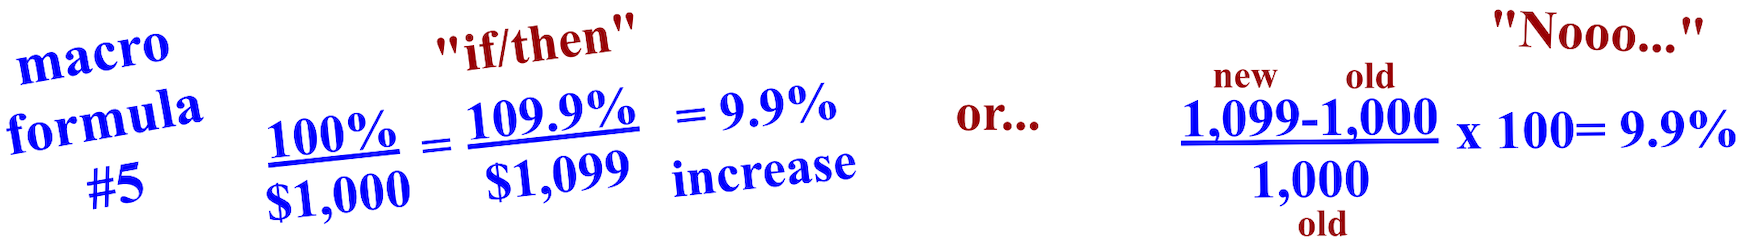 macro
formula
#5
"if/then"
100% = 109.9% = 9.9%
$1,000 $1,099 increase
or...
"Nooo..."
new old
1,099-1,000 x 100= 9.9%
1,000
old